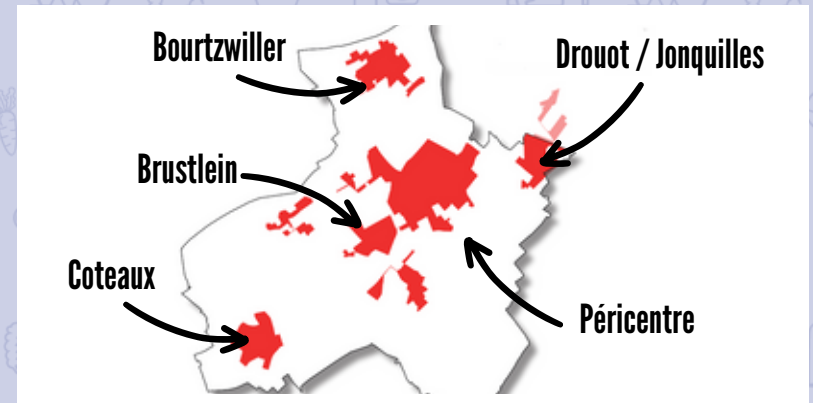 Bourtzwiller
Drouot / Jonquilles
Brustlein
Coteaux
Péricentre